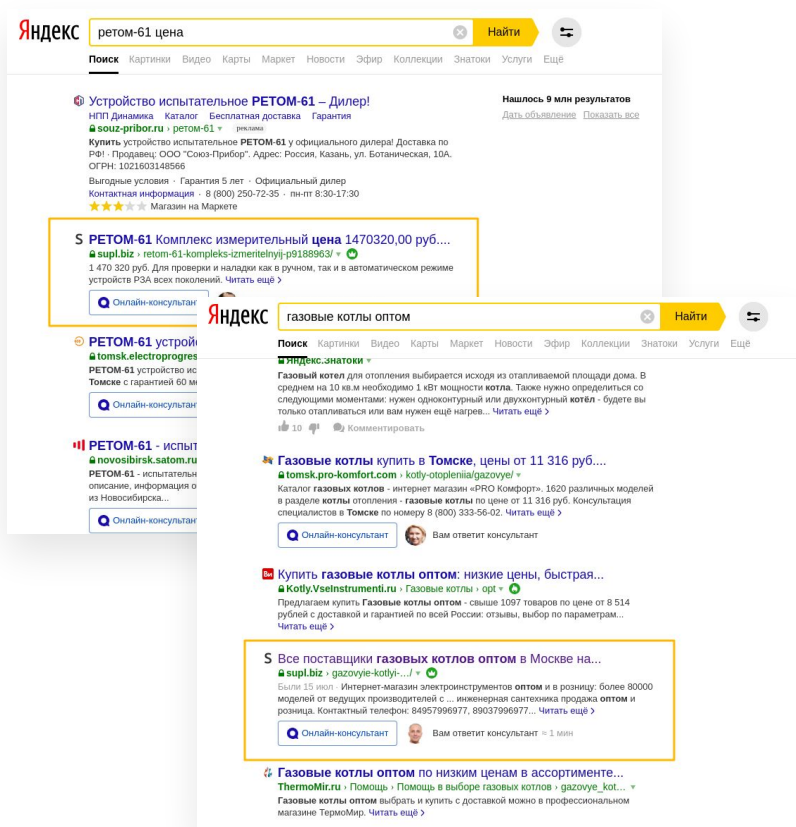 Яндекс
ретом-61 цена
Найти
Поиск Картинки Видео Карты Маркет Новости Эфир Коллекции Знатоки Услуги Ещё
Устройство испытательное РЕТОМ-61 – Дилер!
НПП Динамика Каталог Бесплатная доставка Гарантия
souz-pribor.ru › ретом-61 реклама
Купить устройство испытательное РЕТОМ-61 у официального дилера! Доставка по
РФ! · Продавец: ООО "Союз-Прибор". Адрес: Россия, Казань, ул. Ботаническая, 10А.
ОГРН: 1021603148566
Выгодные условия · Гарантия 5 лет · Официальный дилер
Контактная информация · 8 (800) 250-72-35 · пн-пт 8:30-17:30
Магазин на Маркете
Нашлось 9 млн результатов
Дать объявление Показать все
S РЕТОМ-61 Комплекс измерительный цена 1470320,00 руб....
supl.biz › retom-61-kompleks-izmeritelnyij-p9188963/
1 470 320 руб. Для проверки и наладки как в ручном, так и в автоматическом режиме
устройств РЗА всех поколений. Читать ещё ›
Онлайн-консультант
РЕТОМ-61 устрой
tomsk.electroprogres
РЕТОМ-61 устройство ис
Томске с гарантией 60 ме
Онлайн-консультан
РЕТОМ-61 - испыт
novosibirsk.satom.ru
РЕТОМ-61 - испытательн
описание, информация о
из Новосибирска...
Онлайн-консультан
Яндекс
газовые котлы оптом
Найти
Поиск Картинки Видео Карты Маркет Новости Эфир Коллекции Знатоки Услуги Ещё
Яндекс.Знатоки
Газовый котел для отопления выбирается исходя из отапливаемой площади дома. В
среднем на 10 кв.м необходимо 1 кВт мощности котла. Также нужно определиться со
следующими моментами: нужен одноконтурный или двухконтурный котёл - будете вы
только отапливаться или вам нужен ещё нагрев... Читать ещё ›
10 Комментировать
Газовые котлы купить в Томске, цены от 11 316 руб....
tomsk.pro-komfort.com › kotly-otopleniia/gazovye/
Каталог газовых котлов - интернет магазин «PRO Комфорт». 1620 различных моделей
в разделе котлы отопления - газовые котлы по цене от 11 316 руб. Консультация
специалистов в Томске по номеру 8 (800) 333-56-02. Читать ещё ›
Онлайн-консультант Вам ответит консультант
Ви Купить газовые котлы оптом: низкие цены, быстрая...
Kotly.VseInstrumenti.ru › Газовые котлы › opt
Предлагаем купить Газовые котлы оптом - свыше 1097 товаров по цене от 8 514
рублей с доставкой и гарантией по всей России: отзывы, выбор по параметрам...
Читать ещё ›
S Все поставщики газовых котлов оптом в Москве на...
supl.biz › gazovyie-kotlyi-…/
Были 15 июл · Интернет-магазин электроинструментов оптом и в розницу: более 80000
моделей от ведущих производителей с ... инженерная сантехника продажа оптом и
розница. Контактный телефон: 84957996977, 89037996977... Читать ещё ›
Онлайн-консультант Вам ответит консультант ≈ 1 мин
Газовые котлы оптом по низким ценам в ассортименте...
ThermoMir.ru › Помощь › Помощь в выборе газовых котлов › gazovye_kot…
Газовые котлы оптом выбрать и купить с доставкой можно в профессиональном
магазине ТермоМир. Читать ещё ›